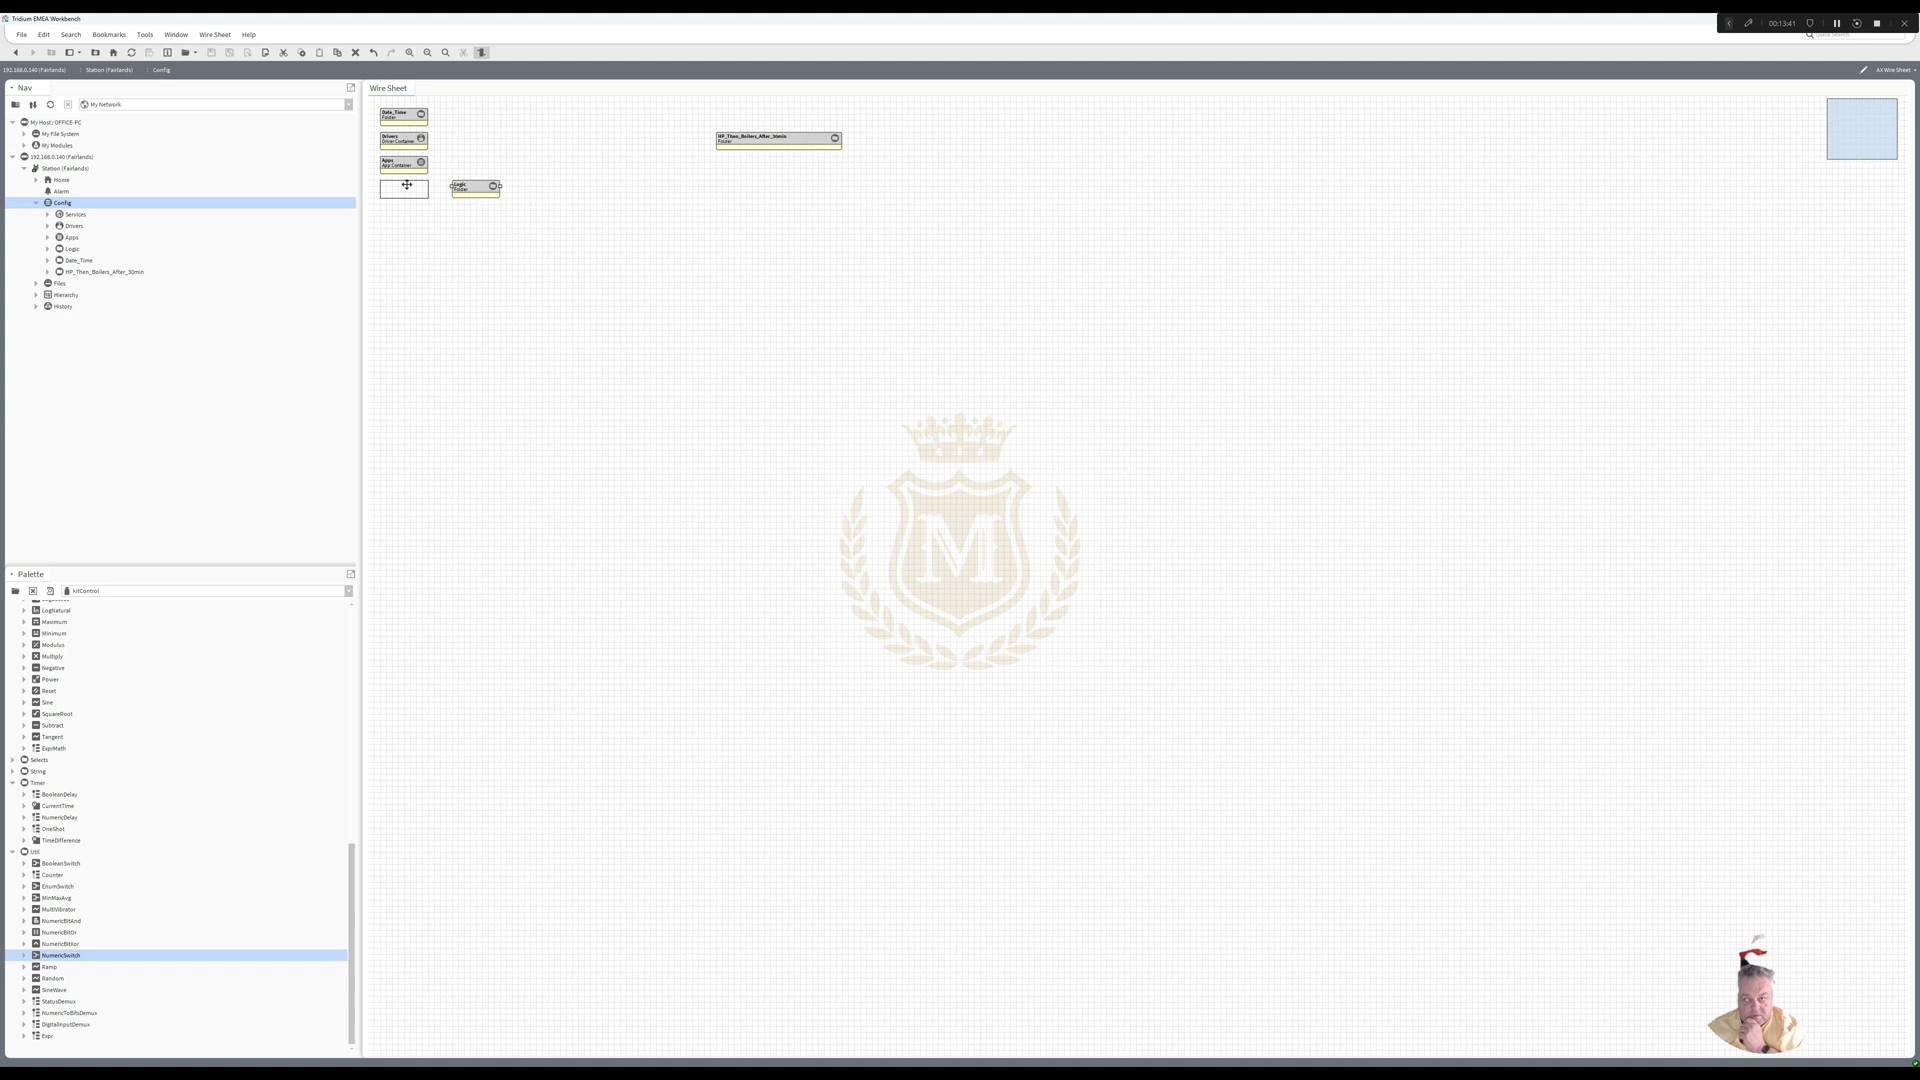 Tridium EMEA Workbench
File Edit Search Bookmarks Tools Window Wire Sheet Help
00:13:41
Quick Search
192.168.0.140 (Fairlands) : Station (Fairlands) : Config
AX Wire Sheet
Nav
My Network
My Host : OFFICE-PC
My File System
My Modules
192.168.0.140 (Fairlands)
Station (Fairlands)
Home
Alarm
Config
Services
Drivers
Apps
Logic
Date_Time
HP_Then_Boilers_After_30min
Files
Hierarchy
History
Palette
kitControl
LogNatural
Maximum
Minimum
Modulus
Multiply
Negative
Power
Reset
Sine
SquareRoot
Subtract
Tangent
ExprMath
Selects
String
Timer
BooleanDelay
CurrentTime
NumericDelay
OneShot
TimeDifference
Util
BooleanSwitch
Counter
EnumSwitch
MinMaxAvg
MultiVibrator
NumericBitAnd
NumericBitOr
NumericBitXor
NumericSwitch
Ramp
Random
SineWave
StatusDemux
NumericToBitsDemux
DigitalInputDemux
Expr
Wire Sheet
Date_Time
Folder
Drivers
Driver Container
Apps
App Container
Logic
Folder
HP_Then_Boilers_After_30min
Folder
M